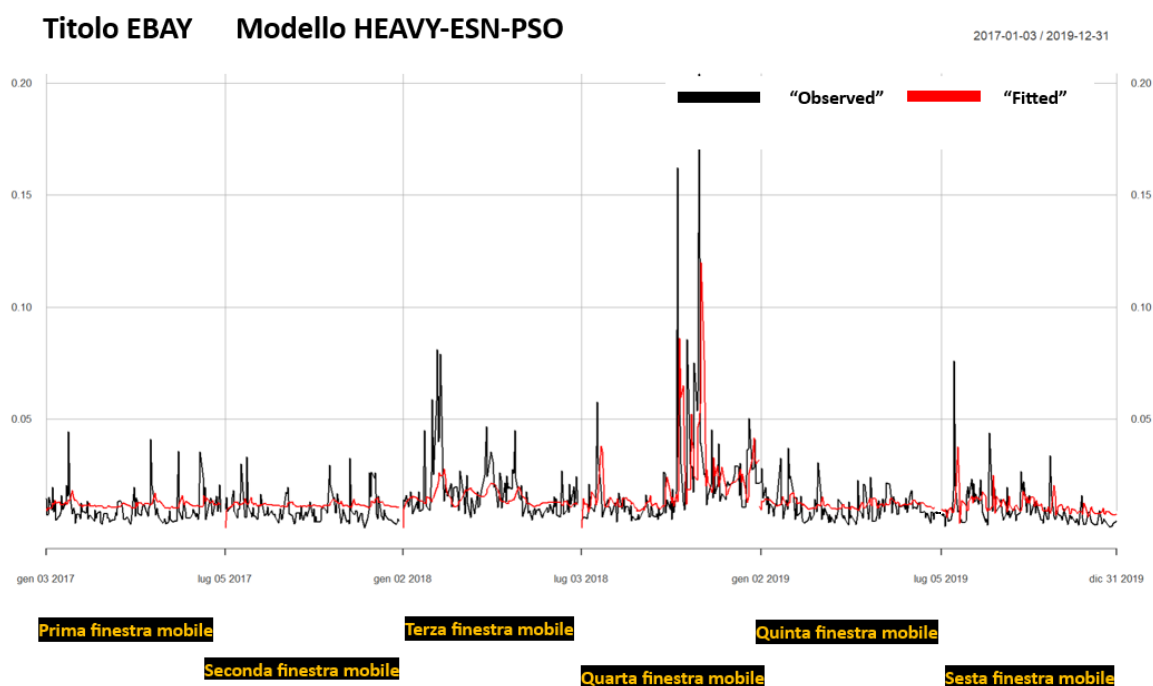 Titolo EBAY Modello HEAVY-ESN-PSO
2017-01-03 / 2019-12-31
0.20 0.20
“Observed” “Fitted”
0.15 0.15
0.10 0.10
0.05 0.05
gen 03 2017 lug 05 2017 gen 02 2018 lug 03 2018 gen 02 2019 lug 05 2019 dic 31 2019
Prima finestra mobile Terza finestra mobile Quinta finestra mobile
Seconda finestra mobile Quarta finestra mobile Sesta finestra mobile